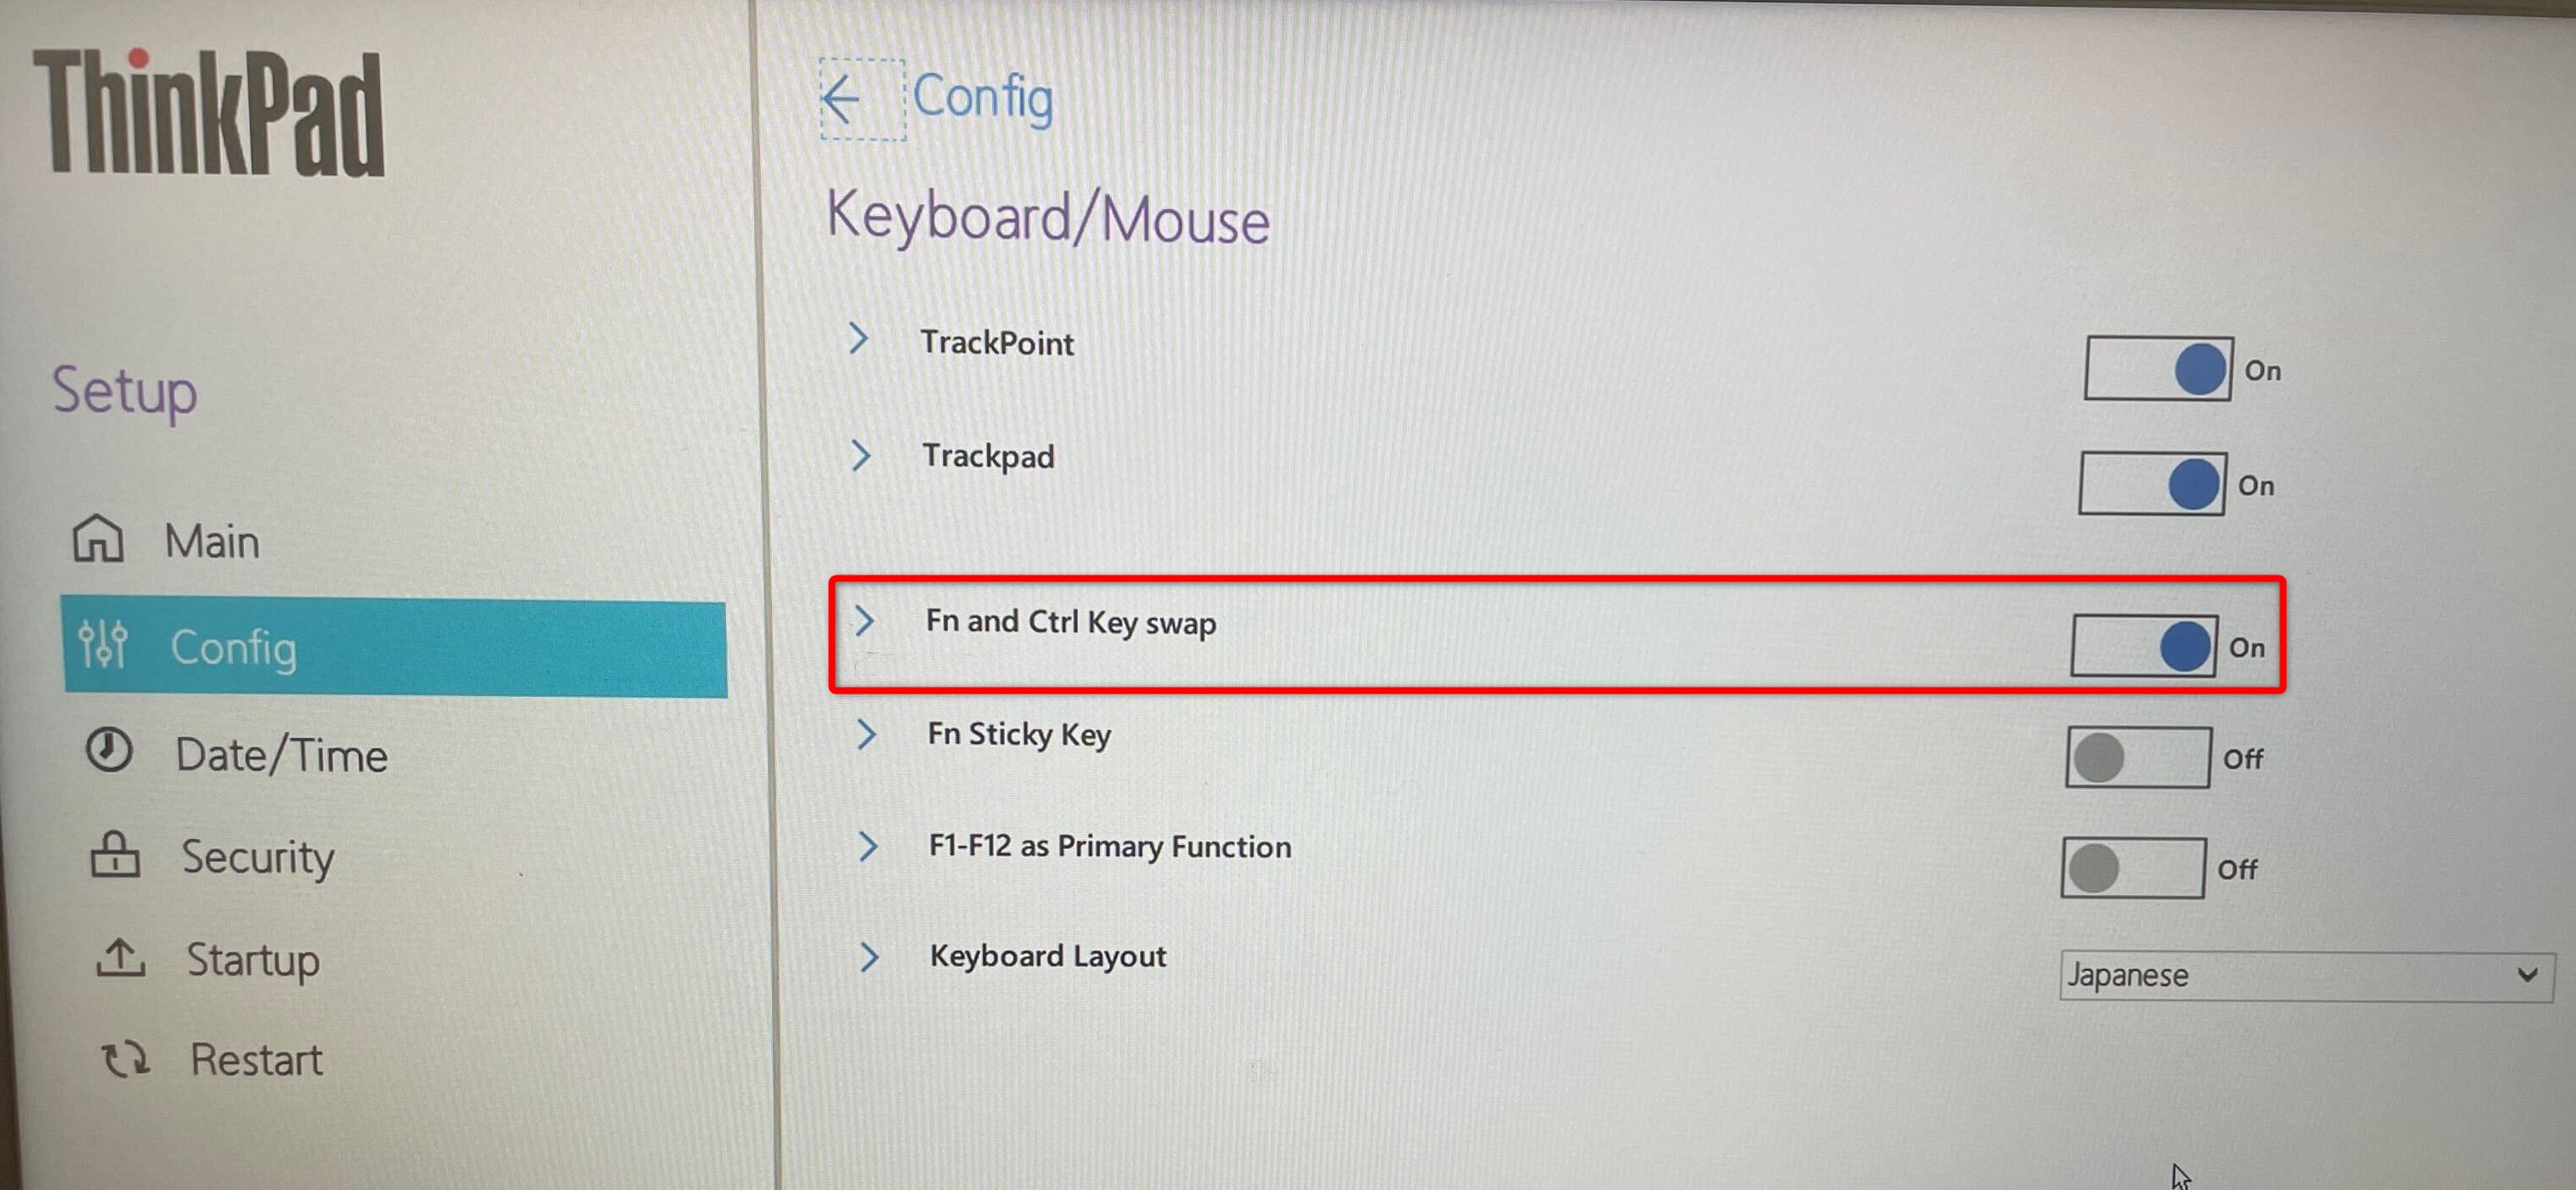 ThinkPad
Setup
Main
Config
Date/Time
Security
Startup
Restart
Config
Keyboard/Mouse
TrackPoint On
Trackpad On
Fn and Ctrl Key swap On
Fn Sticky Key Off
F1-F12 as Primary Function Off
Keyboard Layout Japanese